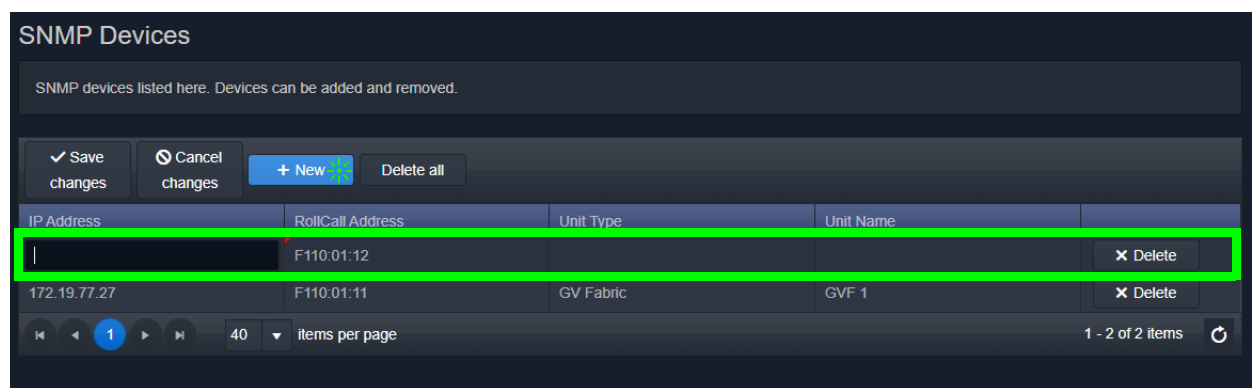 SNMP Devices
SNMP devices listed here. Devices can be added and removed.
Save changes
Cancel changes
+ New
Delete all
IP Address RollCall Address Unit Type Unit Name
F110:01:12 Delete
172.19.77.27 F110:01:11 GV Fabric GVF 1 Delete
1 40 items per page 1 - 2 of 2 items